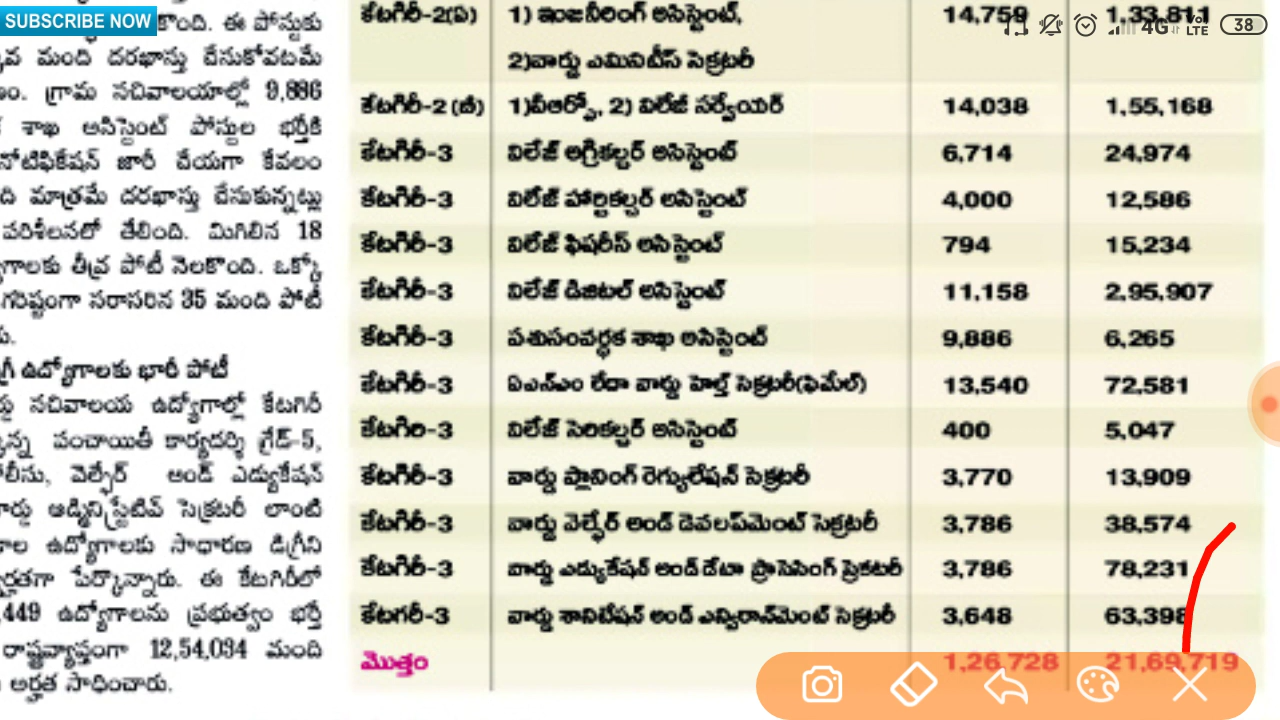 SUBSCRIBE NOW
38
4G
VoLTE
కొంది. ఈ పోస్టుకు
వ మంది దరఖాస్తు చేసుకోవటమే
ణం. గ్రామ సచివాలయాల్లో 9,886
శాఖ అసిస్టెంట్ పోస్టుల భర్తీకి
నోటిఫికేషన్ జారీ చేయగా కేవలం
ది మాత్రమే దరఖాస్తు చేసుకున్నట్లు
పరిశీలనలో తేలింది. మిగిలిన 18
గాలకు తీవ్ర పోటీ నెలకొంది. ఒక్కో
గరిష్టంగా సరాసరిన 35 మంది పోటీ
గ్రీ ఉద్యోగాలకు భారీ పోటీ
సచివాలయ ఉద్యోగాల్లో కేటగిరీ
పంచాయితీ కార్యదర్శి గ్రేడ్-5,
వెల్ఫేర్ అండ్ ఎడ్యుకేషన్
వార్డు ఆడ్మినిస్ట్రేటివ్ సెక్రటరీ లాంటి
ఉద్యోగాలకు సాధారణ డిగ్రీని
ర్హతగా పేర్కొన్నారు. ఈ కేటగిరీలో
,449 ఉద్యోగాలను ప్రభుత్వం భర్తీ
రాష్ట్రవ్యాప్తంగా 12,54,034 మంది
అర్హత సాధించారు.
కేటగిరీ-2(ఏ) 1) ఇంజనీరింగ్ అసిస్టెంట్, 14,759 1,33,811
2)వార్డు ఎమినిటీస్ సెక్రటరీ
కేటగిరీ-2 (బీ) 1)వీఆర్వో, 2) విలేజీ సర్వేయర్ 14,038 1,55,168
కేటగిరీ-3 విలేజ్ అగ్రికల్చర్ అసిస్టెంట్ 6,714 24,974
కేటగిరీ-3 విలేజ్ హార్టికల్చర్ అసిస్టెంట్ 4,000 12,586
కేటగిరీ-3 విలేజ్ ఫిషరీస్ అసిస్టెంట్ 794 15,234
కేటగిరీ-3 విలేజ్ డిజిటల్ అసిస్టెంట్ 11,158 2,95,907
కేటగిరీ-3 పశుసంవర్ధక శాఖ అసిస్టెంట్ 9,886 6,265
కేటగిరీ-3 ఏఎన్ఎం లేదా వార్డు హెల్త్ సెక్రటరీ(ఫిమేల్) 13,540 72,581
కేటగిరీ-3 విలేజ్ సెరికల్చర్ అసిస్టెంట్ 400 5,047
కేటగిరీ-3 వార్డు ప్లానింగ్ రెగ్యులేషన్ సెక్రటరీ 3,770 13,909
కేటగిరీ-3 వార్డు వెల్ఫేర్ అండ్ డెవలప్‌మెంట్ సెక్రటరీ 3,786 38,574
కేటగిరీ-3 వార్డు ఎడ్యుకేషన్ అండ్ డేటా ప్రాసెసింగ్ సెక్రటరీ 3,786 78,231
కేటగరీ-3 వార్డు శానిటేషన్ అండ్ ఎన్విరాన్‌మెంట్ సెక్రటరీ 3,648 63,398
మొత్తం 1,26,728 21,69,719